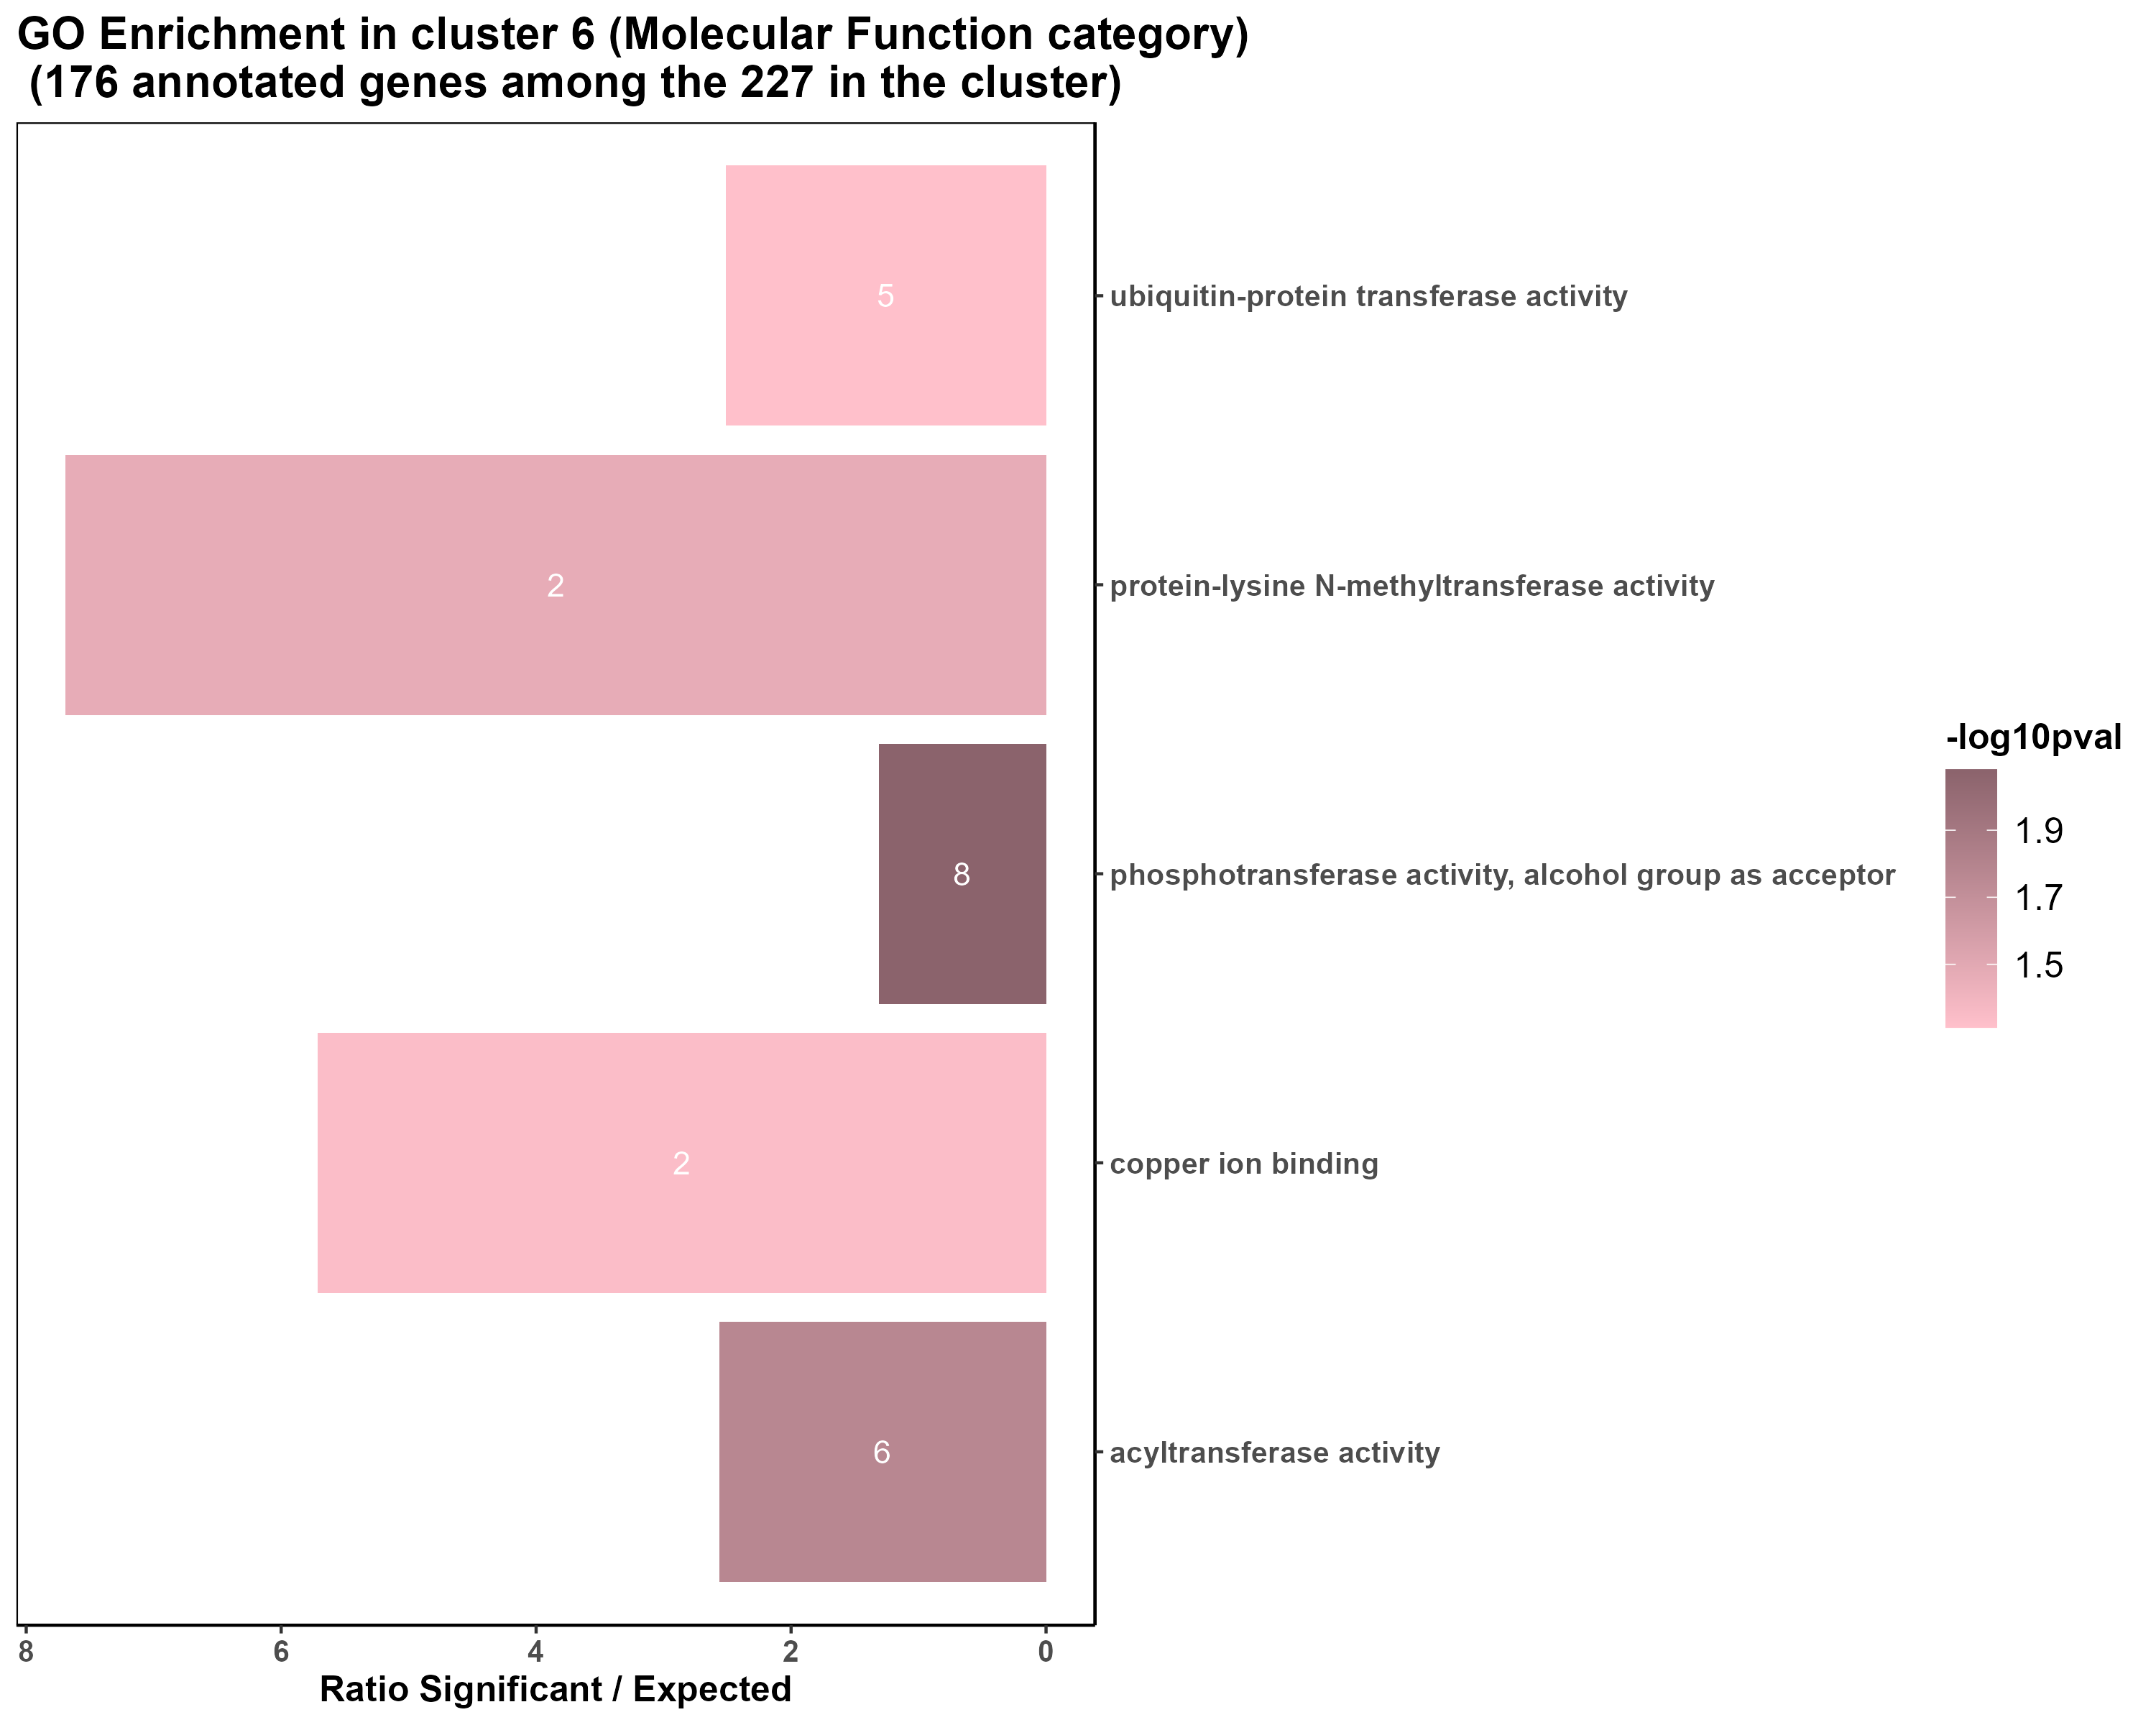 GO Enrichment in cluster 6 (Molecular Function category)
(176 annotated genes among the 227 in the cluster)
5
ubiquitin-protein transferase activity
2
protein-lysine N-methyltransferase activity
8
phosphotransferase activity, alcohol group as acceptor
2
copper ion binding
6
acyltransferase activity
-log10pval
1.9
1.7
1.5
8 6 4 2 0
Ratio Significant / Expected